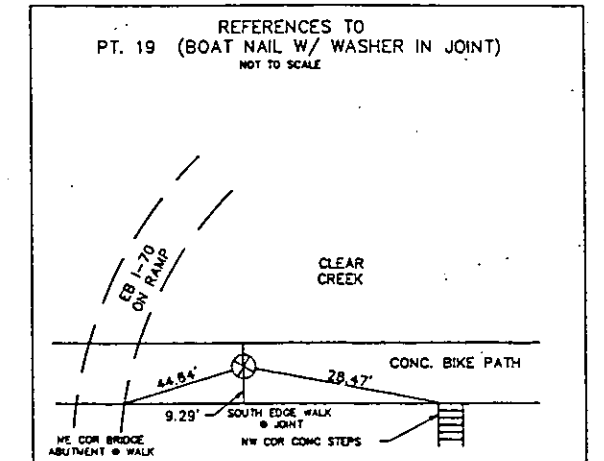 REFERENCES TO
PT. 19 (BOAT NAIL W/ WASHER IN JOINT)
NOT TO SCALE
EB I-70
ON RAMP
CLEAR
CREEK
CONC. BIKE PATH
44.64'
28.47'
9.29'
SOUTH EDGE WALK
@ JOINT
NE COR BRIDGE
ABUTMENT @ WALK
NW COR CONC STEPS